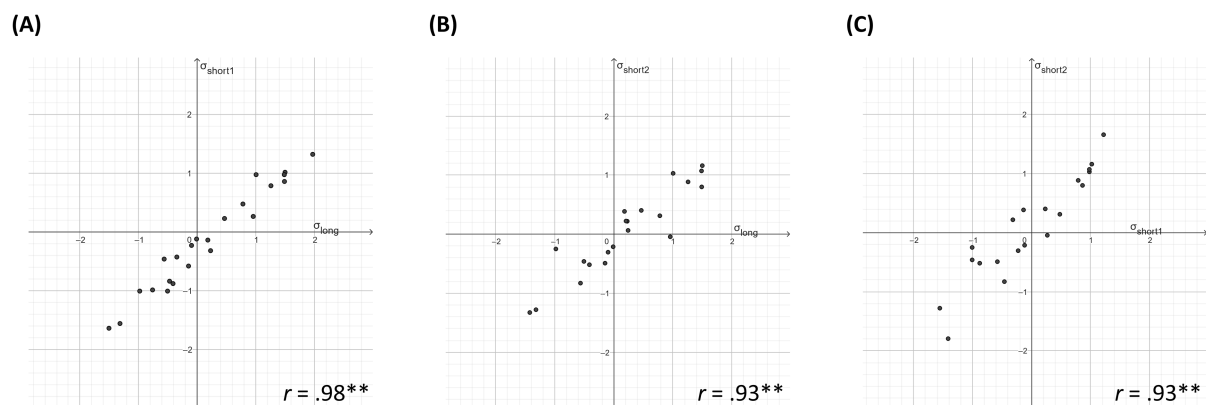 (A)
σshort1
2
1
σlong
−2
−1
1
2
−1
−2
r = .98**
(B)
σshort2
2
1
σlong
−2
−1
1
2
−1
−2
r = .93**
(C)
σshort2
2
1
σshort1
−2
−1
1
2
−1
−2
r = .93**